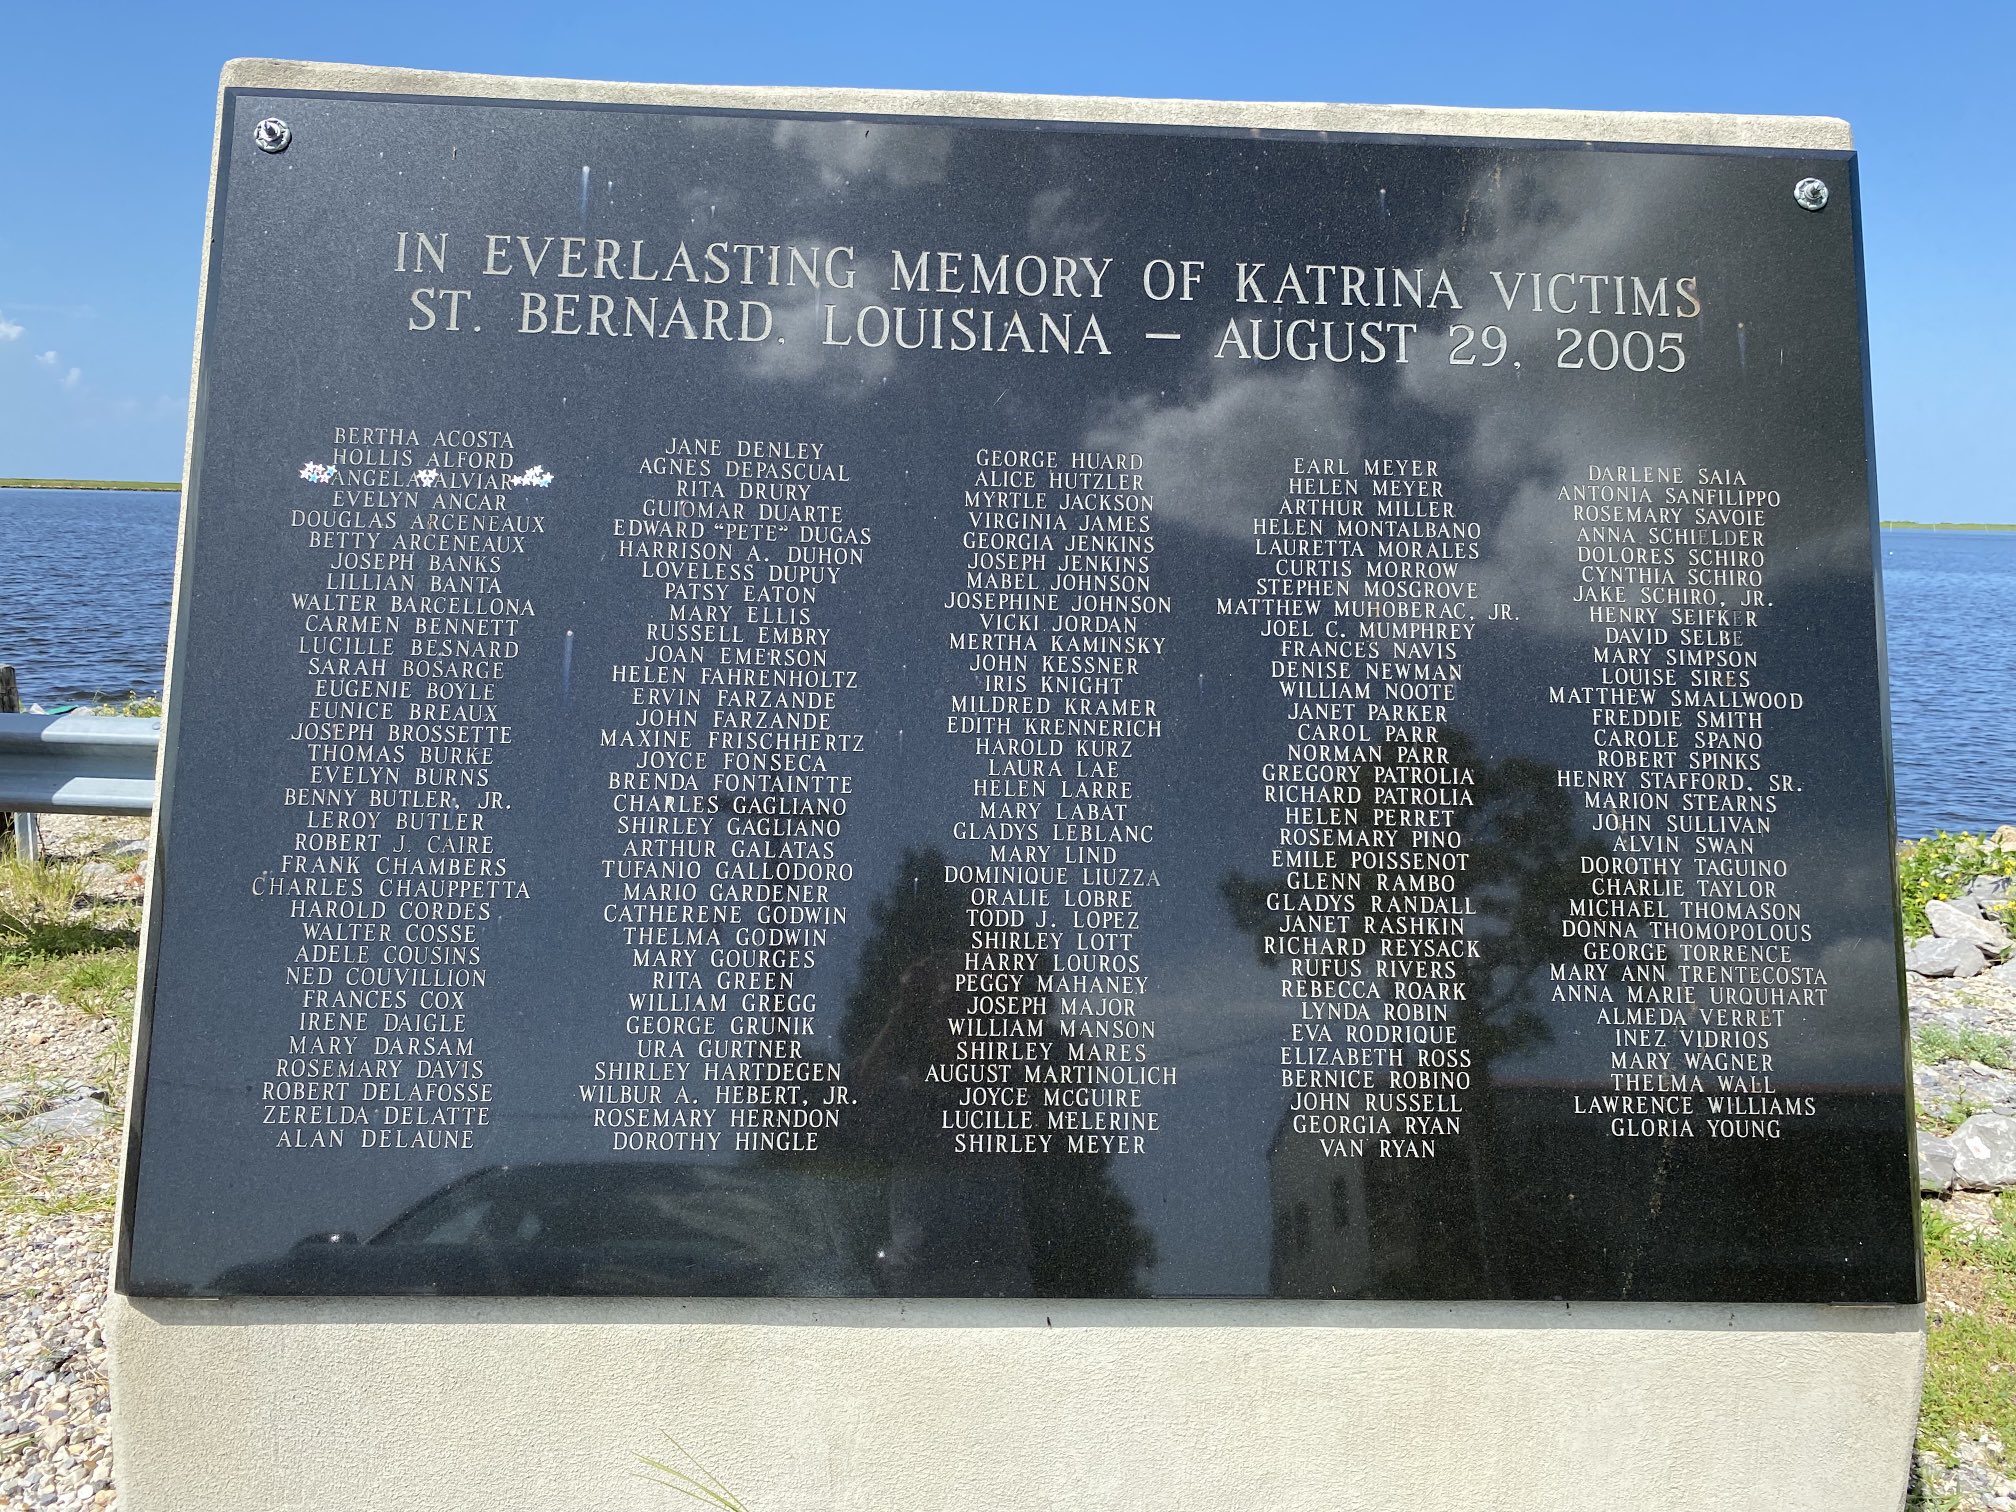 IN EVERLASTING MEMORY OF KATRINA VICTIMS
ST. BERNARD, LOUISIANA – AUGUST 29, 2005
BERTHA ACOSTA
HOLLIS ALFORD
ANGELA ALVIAR
EVELYN ANCAR
DOUGLAS ARCENEAUX
BETTY ARCENEAUX
JOSEPH BANKS
LILLIAN BANTA
WALTER BARCELLONA
CARMEN BENNETT
LUCILLE BESNARD
SARAH BOSARGE
EUGENIE BOYLE
EUNICE BREAUX
JOSEPH BROSSETTE
THOMAS BURKE
EVELYN BURNS
BENNY BUTLER, JR.
LEROY BUTLER
ROBERT J. CAIRE
FRANK CHAMBERS
CHARLES CHAUPPETTA
HAROLD CORDES
WALTER COSSE
ADELE COUSINS
NED COUVILLION
FRANCES COX
IRENE DAIGLE
MARY DARSAM
ROSEMARY DAVIS
ROBERT DELAFOSSE
ZERELDA DELATTE
ALAN DELAUNE
JANE DENLEY
AGNES DEPASCUAL
RITA DRURY
GUIOMAR DUARTE
EDWARD "PETE" DUGAS
HARRISON A. DUHON
LOVELESS DUPUY
PATSY EATON
MARY ELLIS
RUSSELL EMBRY
JOAN EMERSON
HELEN FAHRENHOLTZ
ERVIN FARZANDE
JOHN FARZANDE
MAXINE FRISCHHERTZ
JOYCE FONSECA
BRENDA FONTAINTTE
CHARLES GAGLIANO
SHIRLEY GAGLIANO
ARTHUR GALATAS
TUFANIO GALLODORO
MARIO GARDENER
CATHERENE GODWIN
THELMA GODWIN
MARY GOURGES
RITA GREEN
WILLIAM GREGG
GEORGE GRUNIK
URA GURTNER
SHIRLEY HARTDEGEN
WILBUR A. HEBERT, JR.
ROSEMARY HERNDON
DOROTHY HINGLE
GEORGE HUARD
ALICE HUTZLER
MYRTLE JACKSON
VIRGINIA JAMES
GEORGIA JENKINS
JOSEPH JENKINS
MABEL JOHNSON
JOSEPHINE JOHNSON
VICKI JORDAN
MERTHA KAMINSKY
JOHN KESSNER
IRIS KNIGHT
MILDRED KRAMER
EDITH KRENNERICH
HAROLD KURZ
LAURA LAE
HELEN LARRE
MARY LABAT
GLADYS LEBLANC
MARY LIND
DOMINIQUE LIUZZA
ORALIE LOBRE
TODD J. LOPEZ
SHIRLEY LOTT
HARRY LOUROS
PEGGY MAHANEY
JOSEPH MAJOR
WILLIAM MANSON
SHIRLEY MARES
AUGUST MARTINOLICH
JOYCE MCGUIRE
LUCILLE MELERINE
SHIRLEY MEYER
EARL MEYER
HELEN MEYER
ARTHUR MILLER
HELEN MONTALBANO
LAURETTA MORALES
CURTIS MORROW
STEPHEN MOSGROVE
MATTHEW MUHOBERAC, JR.
JOEL C. MUMPHREY
FRANCES NAVIS
DENISE NEWMAN
WILLIAM NOOTE
JANET PARKER
CAROL PARR
NORMAN PARR
GREGORY PATROLIA
RICHARD PATROLIA
HELEN PERRET
ROSEMARY PINO
EMILE POISSENOT
GLENN RAMBO
GLADYS RANDALL
JANET RASHKIN
RICHARD REYSACK
RUFUS RIVERS
REBECCA ROARK
LYNDA ROBIN
EVA RODRIQUE
ELIZABETH ROSS
BERNICE ROBINO
JOHN RUSSELL
GEORGIA RYAN
VAN RYAN
DARLENE SAIA
ANTONIA SANFILIPPO
ROSEMARY SAVOIE
ANNA SCHIELDER
DOLORES SCHIRO
CYNTHIA SCHIRO
JAKE SCHIRO, JR.
HENRY SEIFKER
DAVID SELBE
MARY SIMPSON
LOUISE SIRES
MATTHEW SMALLWOOD
FREDDIE SMITH
CAROLE SPANO
ROBERT SPINKS
HENRY STAFFORD, SR.
MARION STEARNS
JOHN SULLIVAN
ALVIN SWAN
DOROTHY TAGUINO
CHARLIE TAYLOR
MICHAEL THOMASON
DONNA THOMOPOLOUS
GEORGE TORRENCE
MARY ANN TRENTECOSTA
ANNA MARIE URQUHART
ALMEDA VERRET
INEZ VIDRIOS
MARY WAGNER
THELMA WALL
LAWRENCE WILLIAMS
GLORIA YOUNG